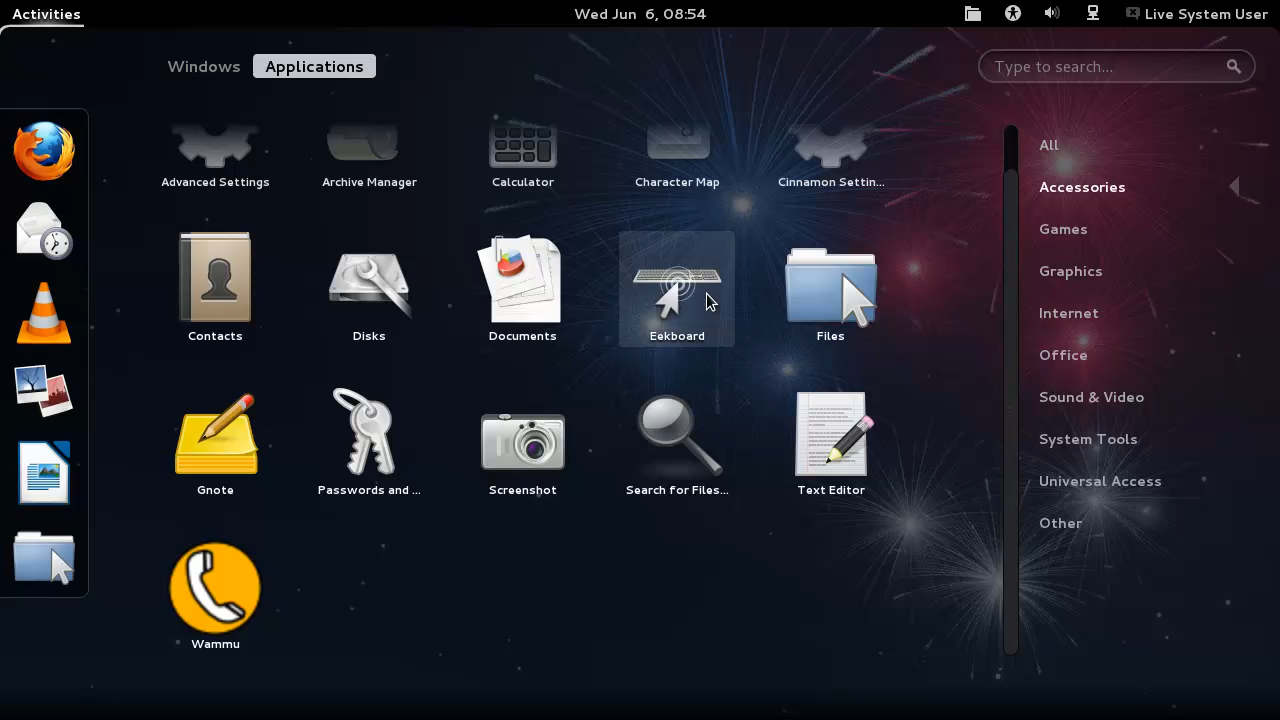 Activities
Wed Jun 6, 08:54
Live System User
Windows
Applications
Type to search...
Advanced Settings
Archive Manager
Calculator
Character Map
Cinnamon Settin...
Contacts
Disks
Documents
Eekboard
Files
Gnote
Passwords and ...
Screenshot
Search for Files...
Text Editor
Wammu
All
Accessories
Games
Graphics
Internet
Office
Sound & Video
System Tools
Universal Access
Other